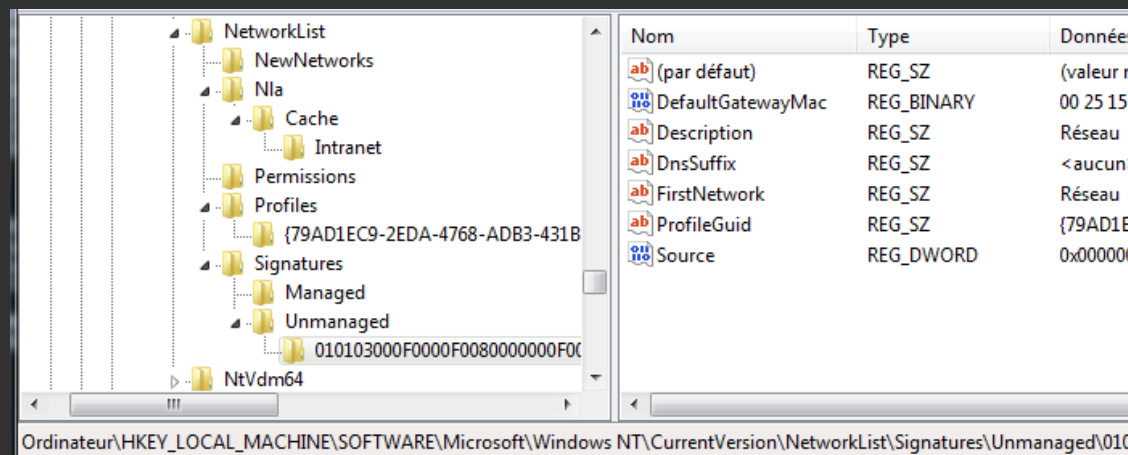 NetworkList
NewNetworks
Nla
Cache
Intranet
Permissions
Profiles
{79AD1EC9-2EDA-4768-ADB3-431B
Signatures
Managed
Unmanaged
010103000F0000F0080000000F00
NtVdm64
Nom Type Données
(par défaut) REG_SZ (valeur
DefaultGatewayMac REG_BINARY 00 25 15
Description REG_SZ Réseau
DnsSuffix REG_SZ <aucun
FirstNetwork REG_SZ Réseau
ProfileGuid REG_SZ {79AD1E
Source REG_DWORD 0x000000
Ordinateur\HKEY_LOCAL_MACHINE\SOFTWARE\Microsoft\Windows NT\CurrentVersion\NetworkList\Signatures\Unmanaged\010